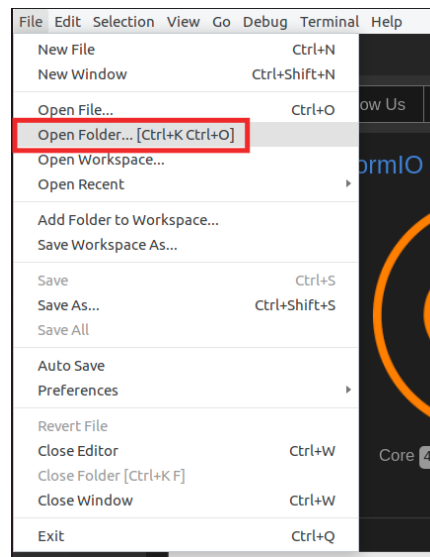 File Edit Selection View Go Debug Terminal Help
New File Ctrl+N
New Window Ctrl+Shift+N
Open File... Ctrl+O
ow Us
Open Folder... [Ctrl+K Ctrl+O]
Open Workspace...
ormIO
Open Recent
Add Folder to Workspace...
Save Workspace As...
Save Ctrl+S
Save As... Ctrl+Shift+S
Save All
Auto Save
Preferences
Revert File
Close Editor Ctrl+W
Core 4
Close Folder [Ctrl+K F]
Close Window Ctrl+W
Exit Ctrl+Q